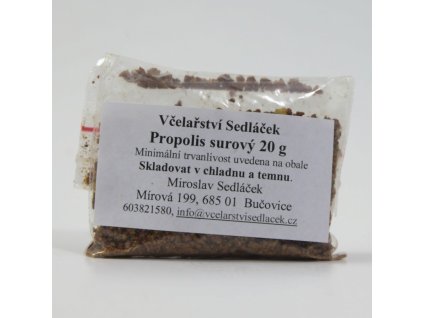 Včelařství Sedláček
Propolis surový 20 g
Minimální trvanlivost uvedena na obale
Skladovat v chladnu a temnu.
Miroslav Sedláček
Mírová 199, 685 01 Bučovice
603821580, info@vcelarstvisedlacek.cz